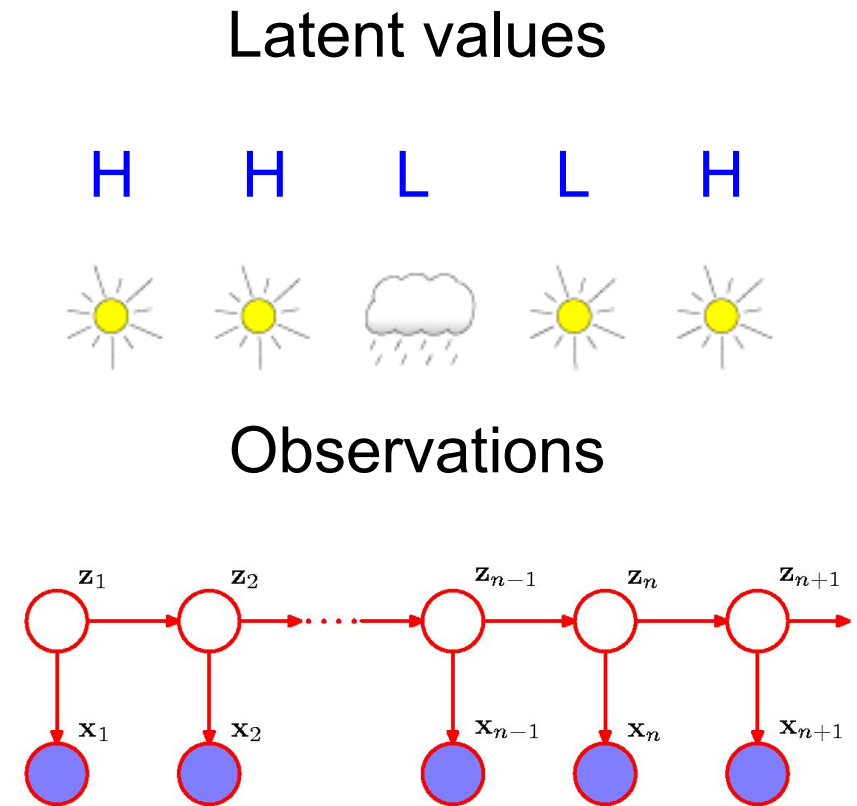 Latent values
H H L L H
Observations
z₁ z₂ zₙ₋₁ zₙ zₙ₊₁
x₁ x₂ xₙ₋₁ xₙ xₙ₊₁